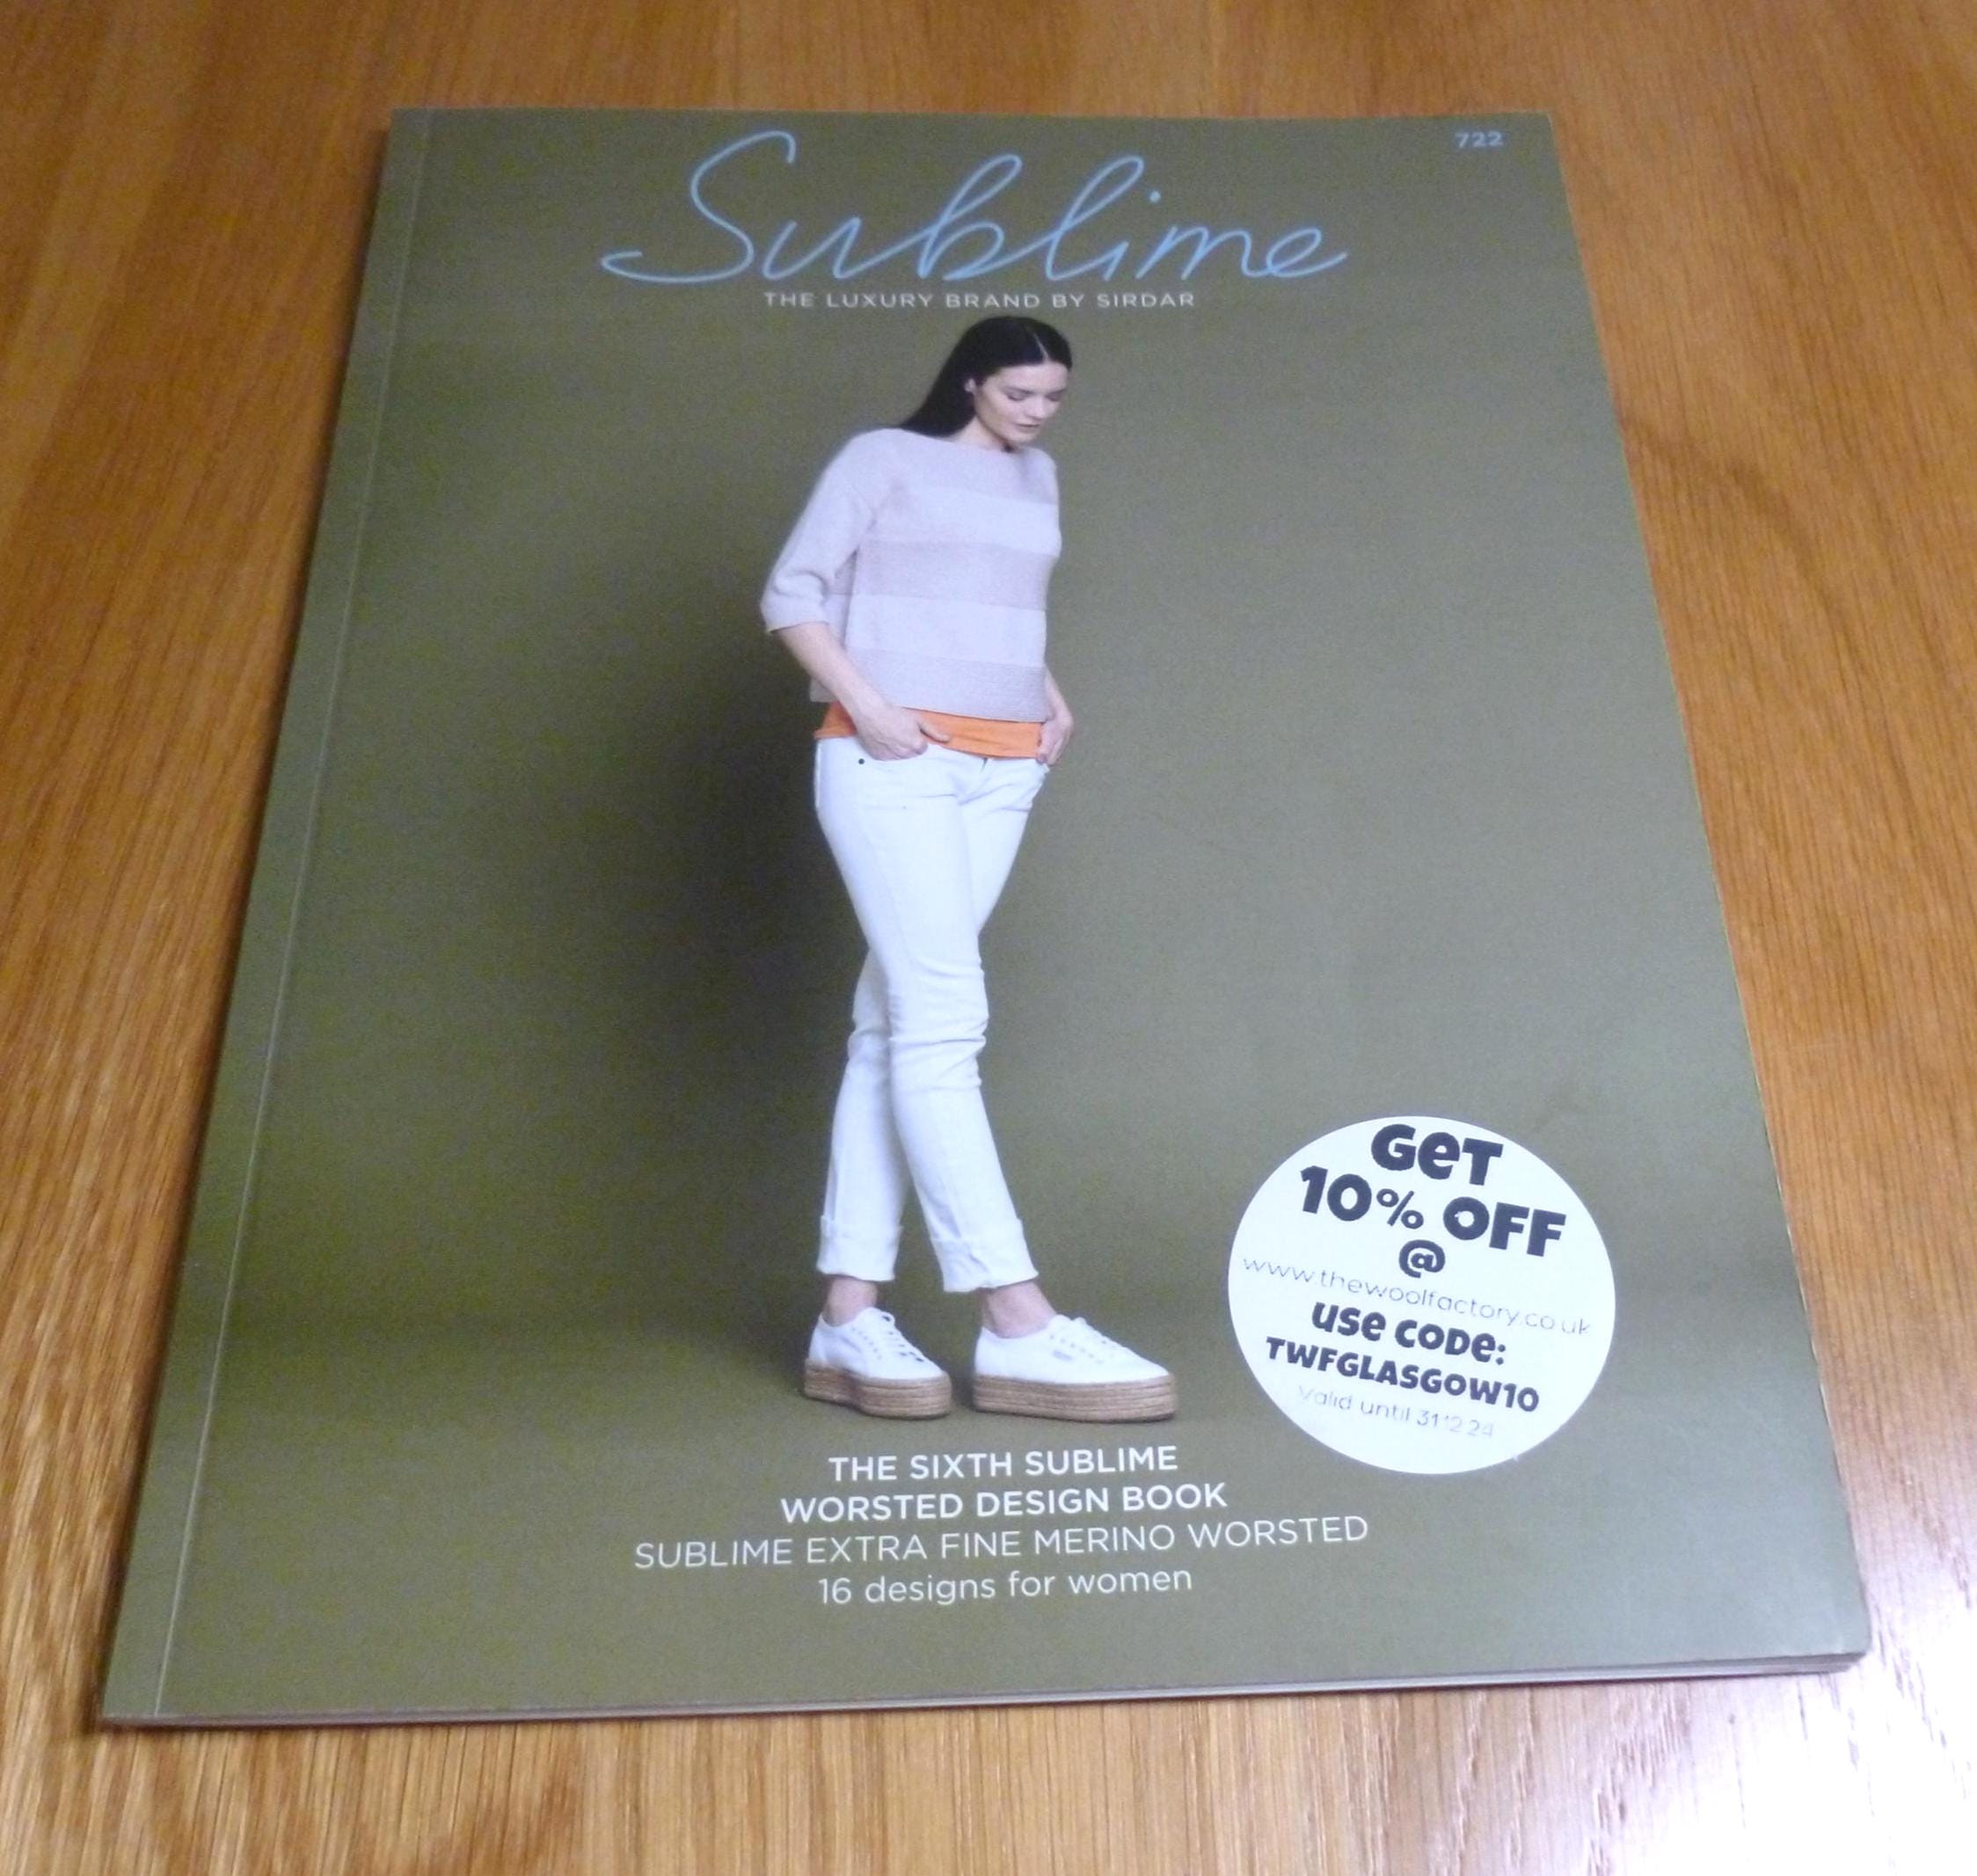 722
Sublime
THE LUXURY BRAND BY SIRDAR
GeT
10% OFF
@
www.thewoolfactory.co.uk
use code:
TWFGLASGOW10
Valid until 31 12 24
THE SIXTH SUBLIME
WORSTED DESIGN BOOK
SUBLIME EXTRA FINE MERINO WORSTED
16 designs for women